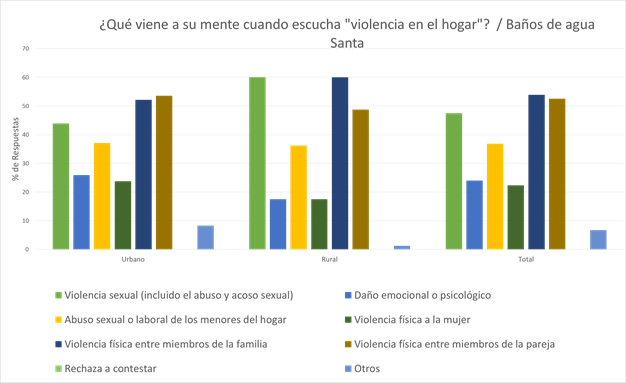 ¿Qué viene a su mente cuando escucha "violencia en el hogar"? / Baños de agua
Santa
70
60
50
40
30
20
10
0
% de Respuestas
Urbano Rural Total
Violencia sexual (incluido el abuso y acoso sexual) Daño emocional o psicológico
Abuso sexual o laboral de los menores del hogar Violencia física a la mujer
Violencia física entre miembros de la familia Violencia física entre miembros de la pareja
Rechaza a contestar Otros